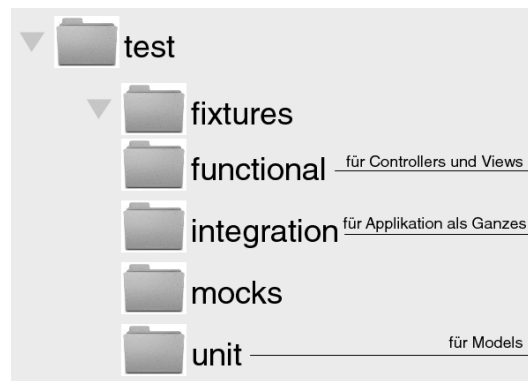 test
fixtures
functional für Controllers und Views
integration für Applikation als Ganzes
mocks
unit für Models